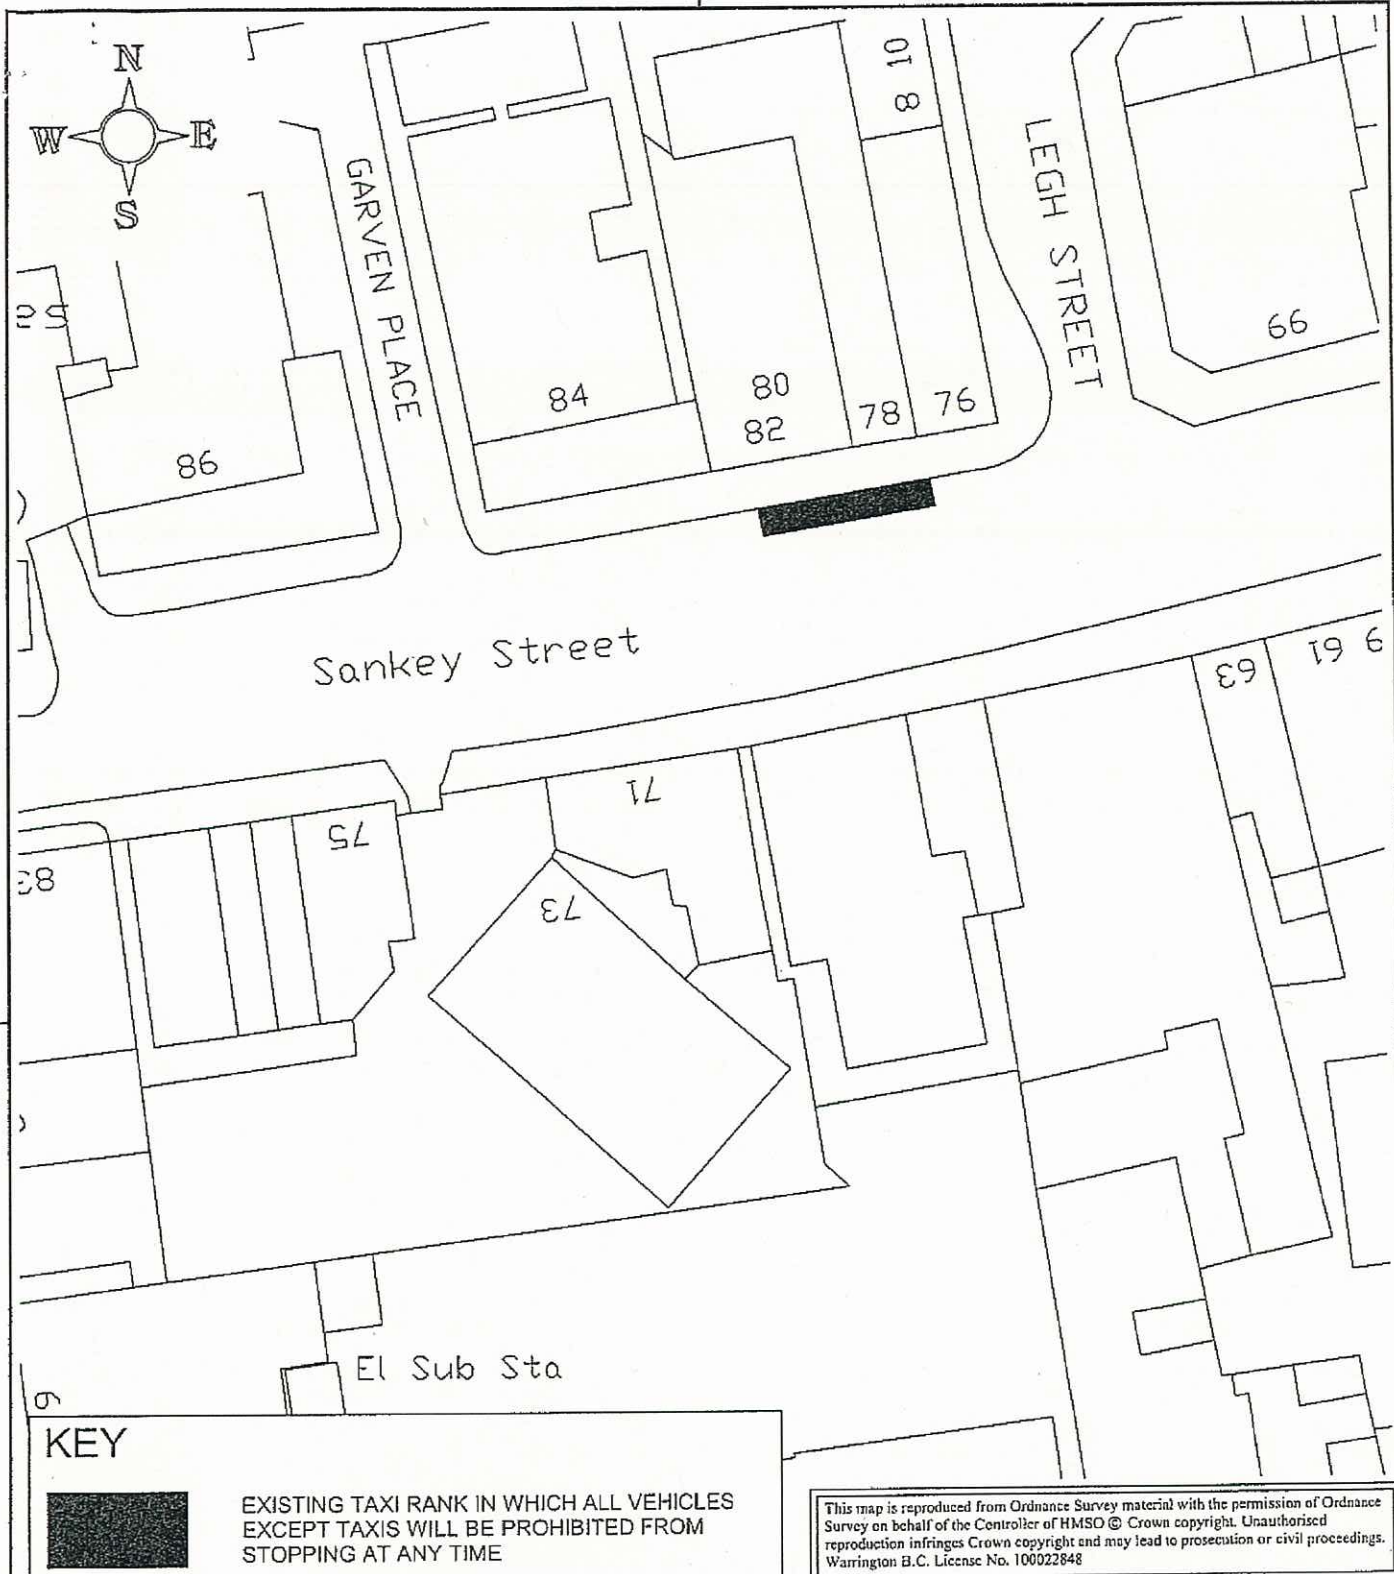 N
W E
S
10
8
GARVEN PLACE
LEGH STREET
es
66
84
80
82
78
76
86
Sankey Street
63
61
9
71
75
83
73
El Sub Sta
6
KEY
EXISTING TAXI RANK IN WHICH ALL VEHICLES
EXCEPT TAXIS WILL BE PROHIBITED FROM
STOPPING AT ANY TIME
This map is reproduced from Ordnance Survey material with the permission of Ordnance
Survey on behalf of the Controller of HMSO © Crown copyright. Unauthorised
reproduction infringes Crown copyright and may lead to prosecution or civil proceedings.
Warrington B.C. License No. 100022848